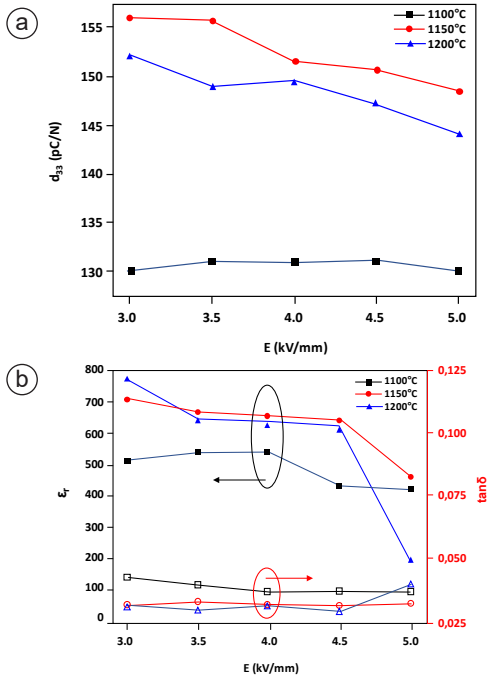 a
1100°C
1150°C
1200°C
155
150
145
140
135
130
d₃₃ (pC/N)
3.0 3.5 4.0 4.5 5.0
E (kV/mm)
b
1100°C
1150°C
1200°C
800
700
600
500
400
300
200
100
0
εᵣ
0,125
0,100
0,075
0,050
0,025
tanδ
3.0 3.5 4.0 4.5 5.0
E (kV/mm)